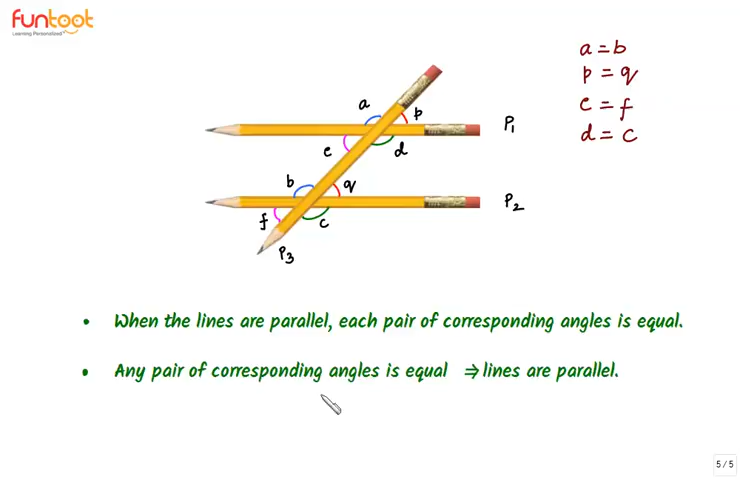 funtoot
Learning Personalized
a = b
p = q
e = f
d = c
a
p
P1
e
d
b
q
P2
f
c
P3
• When the lines are parallel, each pair of corresponding angles is equal.
• Any pair of corresponding angles is equal ⇒ lines are parallel.
5 / 5